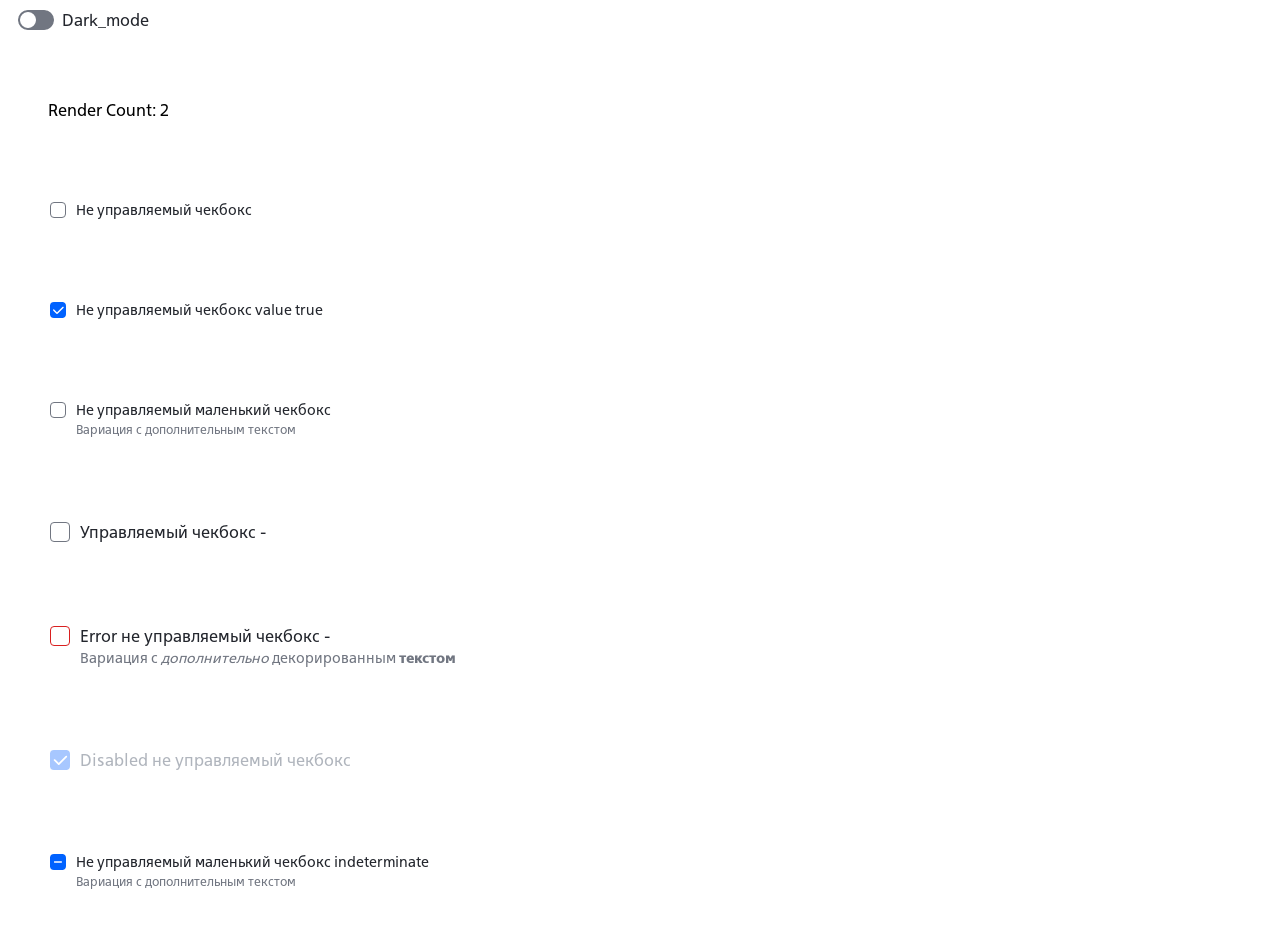 Dark_mode
Render Count: 2
Не управляемый чекбокс
Не управляемый чекбокс value true
Не управляемый маленький чекбокс
Вариация с дополнительным текстом
Управляемый чекбокс -
Error не управляемый чекбокс -
Вариация с дополнительно декорированным текстом
Disabled не управляемый чекбокс
Не управляемый маленький чекбокс indeterminate
Вариация с дополнительным текстом